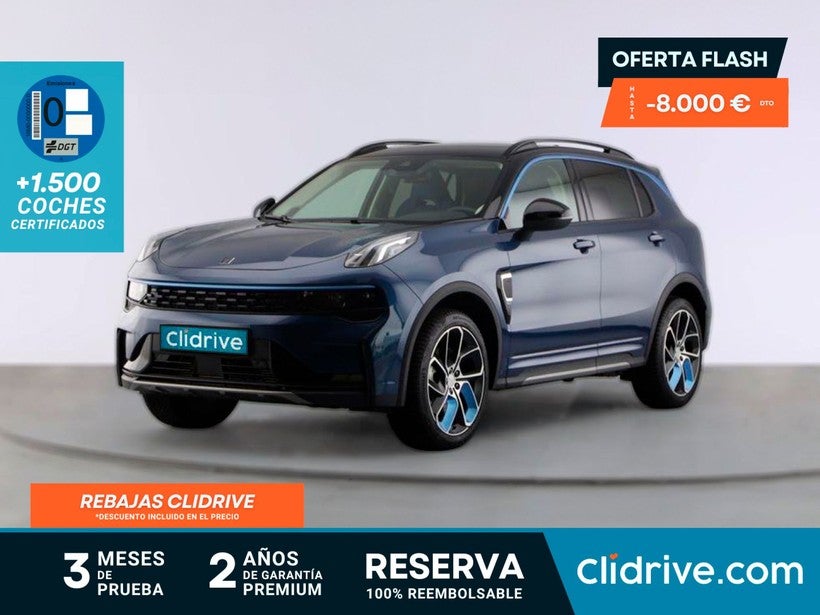 OFERTA FLASH
HASTA
-8.000 € DTO
Emisiones
0
DGT
+1.500
COCHES
CERTIFICADOS
Clidrive
REBAJAS CLIDRIVE
*DESCUENTO INCLUIDO EN EL PRECIO
3 MESES
DE
PRUEBA
2 AÑOS
DE GARANTÍA
PREMIUM
RESERVA
100% REEMBOLSABLE
Clidrive.com